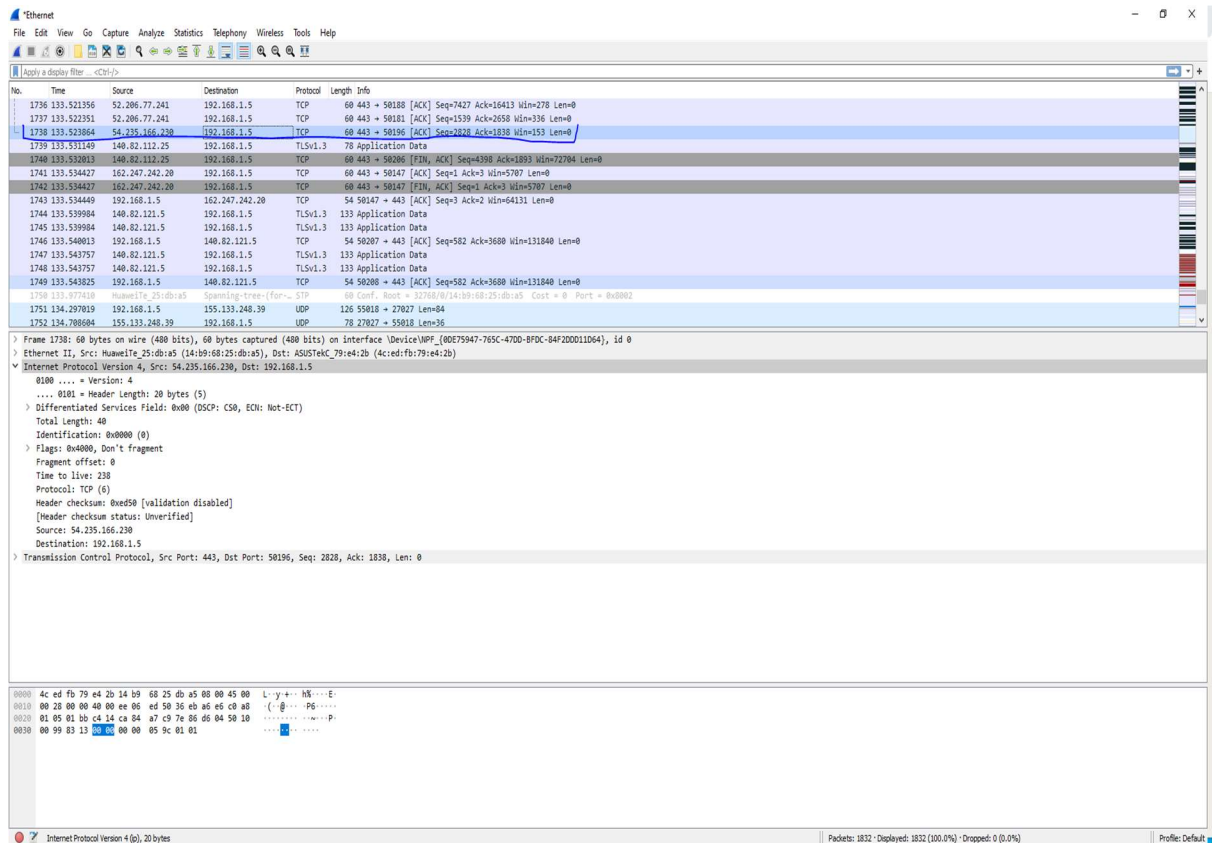 *Ethernet
File Edit View Go Capture Analyze Statistics Telephony Wireless Tools Help
Apply a display filter ... <Ctrl-/>
No. Time Source Destination Protocol Length Info
1736 133.521356 52.206.77.241 192.168.1.5 TCP 60 443 → 50188 [ACK] Seq=7427 Ack=16413 Win=278 Len=0
1737 133.522351 52.206.77.241 192.168.1.5 TCP 60 443 → 50181 [ACK] Seq=1539 Ack=2658 Win=336 Len=0
1738 133.523864 54.235.166.230 192.168.1.5 TCP 60 443 → 50196 [ACK] Seq=2828 Ack=1838 Win=153 Len=0
1739 133.531149 140.82.112.25 192.168.1.5 TLSv1.3 78 Application Data
1740 133.532013 140.82.112.25 192.168.1.5 TCP 60 443 → 50206 [FIN, ACK] Seq=4398 Ack=1893 Win=72704 Len=0
1741 133.534427 162.247.242.20 192.168.1.5 TCP 60 443 → 50147 [ACK] Seq=1 Ack=3 Win=5707 Len=0
1742 133.534427 162.247.242.20 192.168.1.5 TCP 60 443 → 50147 [FIN, ACK] Seq=1 Ack=3 Win=5707 Len=0
1743 133.534449 192.168.1.5 162.247.242.20 TCP 54 50147 → 443 [ACK] Seq=3 Ack=2 Win=64131 Len=0
1744 133.539984 140.82.121.5 192.168.1.5 TLSv1.3 133 Application Data
1745 133.539984 140.82.121.5 192.168.1.5 TLSv1.3 133 Application Data
1746 133.540013 192.168.1.5 140.82.121.5 TCP 54 50207 → 443 [ACK] Seq=582 Ack=3680 Win=131840 Len=0
1747 133.543757 140.82.121.5 192.168.1.5 TLSv1.3 133 Application Data
1748 133.543757 140.82.121.5 192.168.1.5 TLSv1.3 133 Application Data
1749 133.543825 192.168.1.5 140.82.121.5 TCP 54 50208 → 443 [ACK] Seq=582 Ack=3680 Win=131840 Len=0
1750 133.977410 HuaweiTe_25:db:a5 Spanning-tree-(for-… STP 60 Conf. Root = 32768/0/14:b9:68:25:db:a5 Cost = 0 Port = 0x8002
1751 134.297019 192.168.1.5 155.133.248.39 UDP 126 55018 → 27027 Len=84
1752 134.708604 155.133.248.39 192.168.1.5 UDP 78 27027 → 55018 Len=36
Frame 1738: 60 bytes on wire (480 bits), 60 bytes captured (480 bits) on interface \Device\NPF_{0DE75947-765C-47DD-BFDC-84F2DDD11D64}, id 0
Ethernet II, Src: HuaweiTe_25:db:a5 (14:b9:68:25:db:a5), Dst: ASUSTekC_79:e4:2b (4c:ed:fb:79:e4:2b)
Internet Protocol Version 4, Src: 54.235.166.230, Dst: 192.168.1.5
0100 .... = Version: 4
.... 0101 = Header Length: 20 bytes (5)
Differentiated Services Field: 0x00 (DSCP: CS0, ECN: Not-ECT)
Total Length: 40
Identification: 0x0000 (0)
Flags: 0x4000, Don't fragment
Fragment offset: 0
Time to live: 238
Protocol: TCP (6)
Header checksum: 0xed50 [validation disabled]
[Header checksum status: Unverified]
Source: 54.235.166.230
Destination: 192.168.1.5
Transmission Control Protocol, Src Port: 443, Dst Port: 50196, Seq: 2828, Ack: 1838, Len: 0
0000 4c ed fb 79 e4 2b 14 b9 68 25 db a5 08 00 45 00 L··y·+·· h%····E·
0010 00 28 00 00 40 00 ee 06 ed 50 36 eb a6 e6 c0 a8 ·(··@··· ·P6·····
0020 01 05 01 bb c4 14 ca 84 a7 c9 7e 86 d6 04 50 10 ········ ··~···P·
0030 00 99 83 13 00 00 00 00 05 9c 01 01 ········ ····
Internet Protocol Version 4 (ip), 20 bytes
Packets: 1832 · Displayed: 1832 (100.0%) · Dropped: 0 (0.0%)
Profile: Default